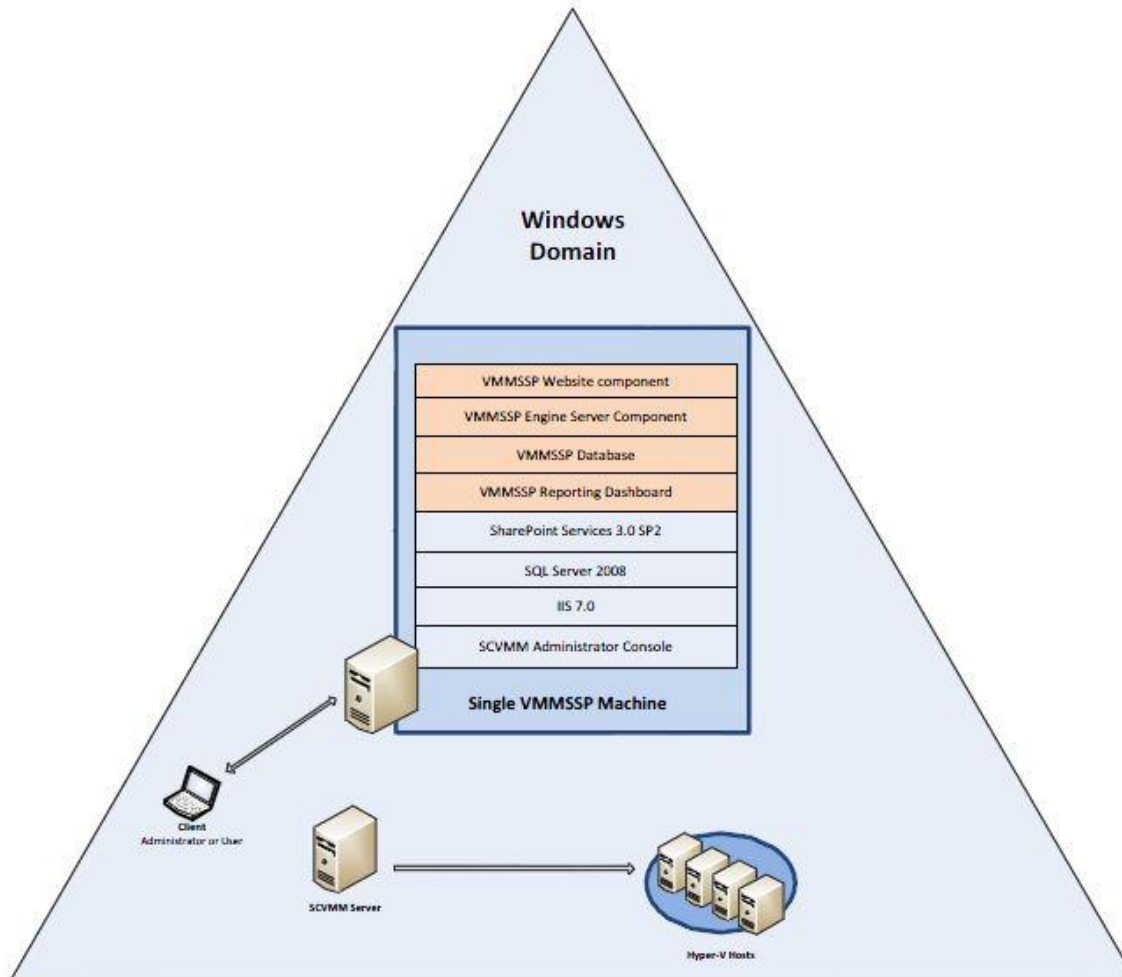 Windows
Domain
VMMSSP Website component
VMMSSP Engine Server Component
VMMSSP Database
VMMSSP Reporting Dashboard
SharePoint Services 3.0 SP2
SQL Server 2008
IIS 7.0
SCVMM Administrator Console
Single VMMSSP Machine
Client
Administrator or User
SCVMM Server
Hyper-V Hosts